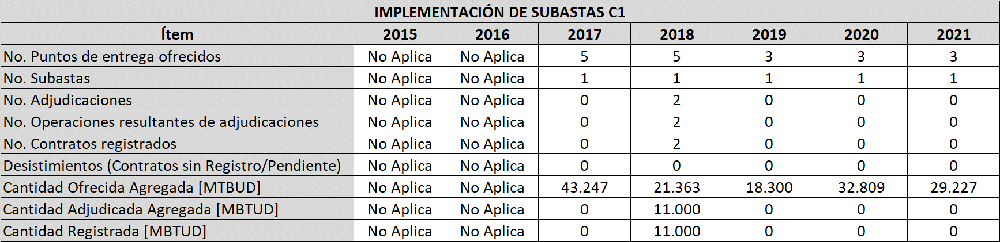 IMPLEMENTACIÓN DE SUBASTAS C1
Ítem 2015 2016 2017 2018 2019 2020 2021
No. Puntos de entrega ofrecidos No Aplica No Aplica 5 5 3 3 3
No. Subastas No Aplica No Aplica 1 1 1 1 1
No. Adjudicaciones No Aplica No Aplica 0 2 0 0 0
No. Operaciones resultantes de adjudicaciones No Aplica No Aplica 0 2 0 0 0
No. Contratos registrados No Aplica No Aplica 0 2 0 0 0
Desistimientos (Contratos sin Registro/Pendiente) No Aplica No Aplica 0 0 0 0 0
Cantidad Ofrecida Agregada [MTBUD] No Aplica No Aplica 43.247 21.363 18.300 32.809 29.227
Cantidad Adjudicada Agregada [MBTUD] No Aplica No Aplica 0 11.000 0 0 0
Cantidad Registrada [MBTUD] No Aplica No Aplica 0 11.000 0 0 0